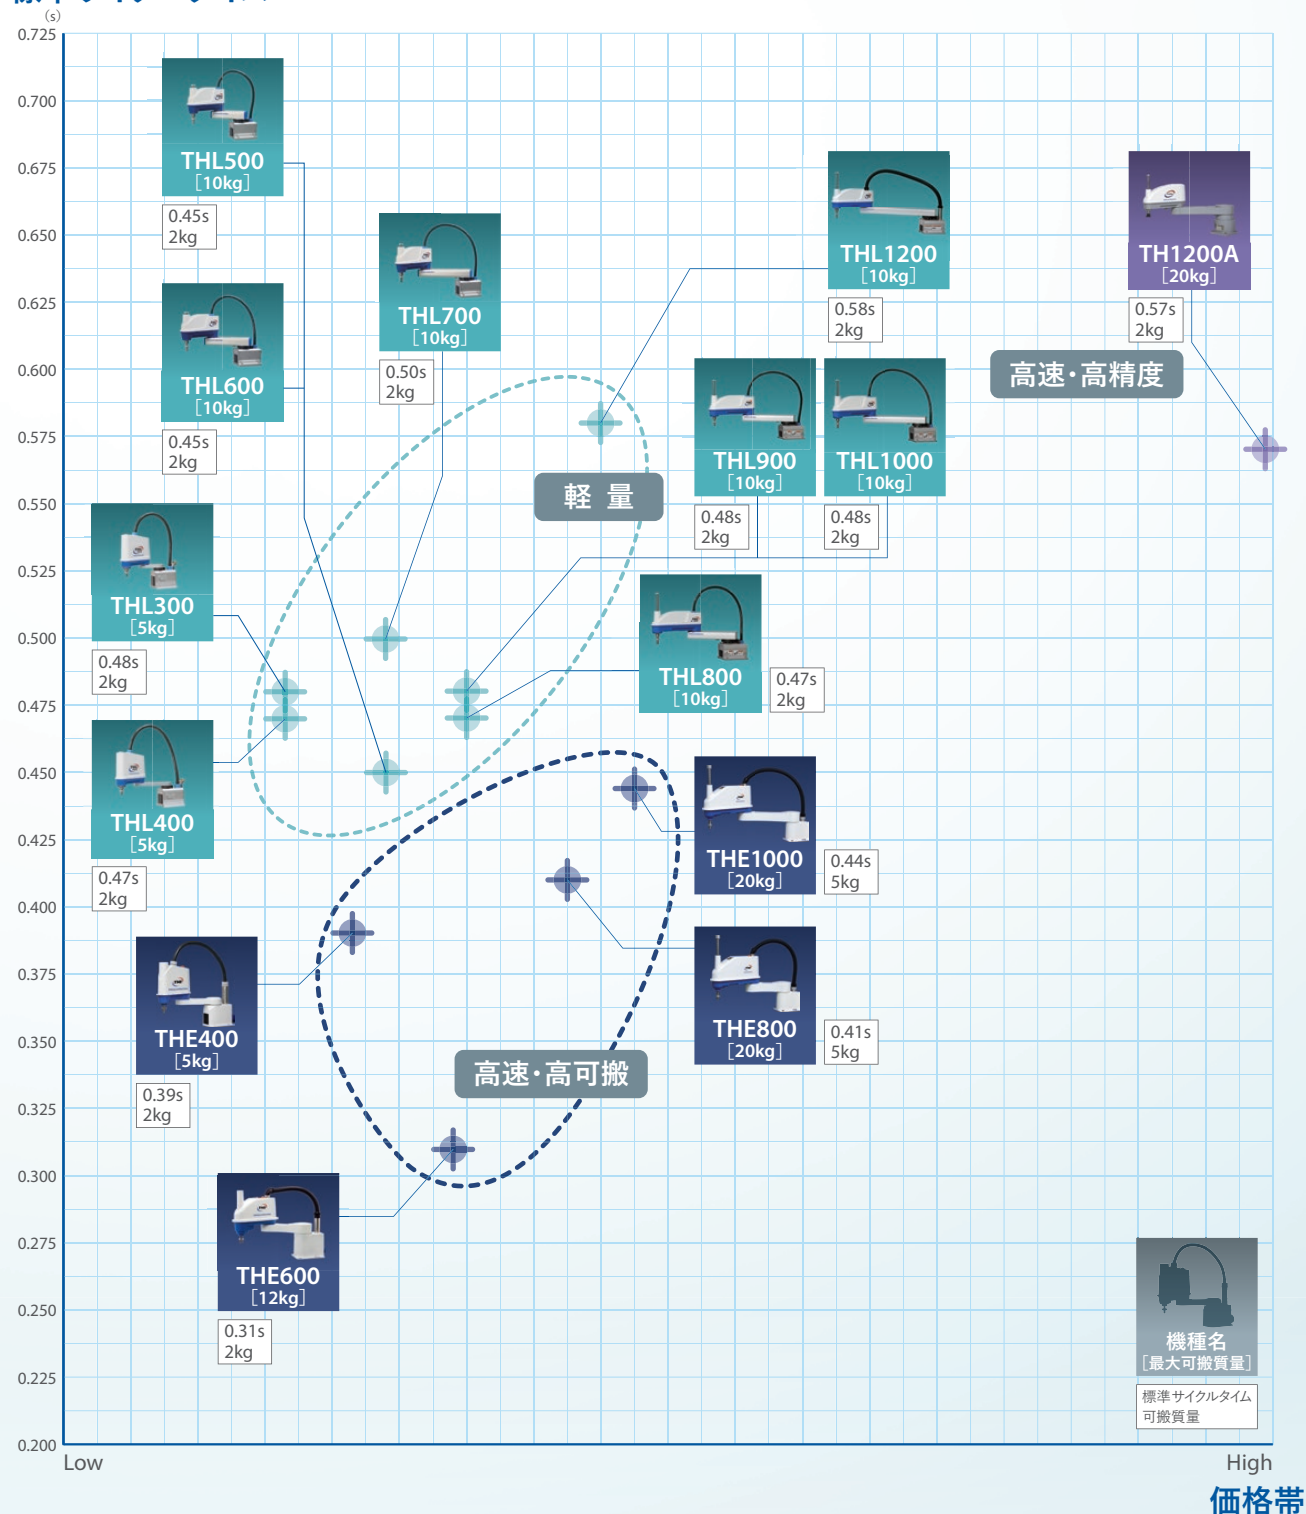 (s)
0.725
0.700
0.675
0.650
0.625
0.600
0.575
0.550
0.525
0.500
0.475
0.450
0.425
0.400
0.375
0.350
0.325
0.300
0.275
0.250
0.225
0.200
THL500
[10kg]
0.45s
2kg
THL600
[10kg]
0.45s
2kg
THL700
[10kg]
0.50s
2kg
THL1200
[10kg]
0.58s
2kg
TH1200A
[20kg]
0.57s
2kg
高速・高精度
THL900
[10kg]
0.48s
2kg
THL1000
[10kg]
0.48s
2kg
軽 量
THL300
[5kg]
0.48s
2kg
THL800
[10kg]
0.47s
2kg
THL400
[5kg]
0.47s
2kg
THE1000
[20kg]
0.44s
5kg
THE800
[20kg]
0.41s
5kg
THE400
[5kg]
0.39s
2kg
高速・高可搬
THE600
[12kg]
0.31s
2kg
機種名
[最大可搬質量]
標準サイクルタイム
可搬質量
Low
High
価格帯